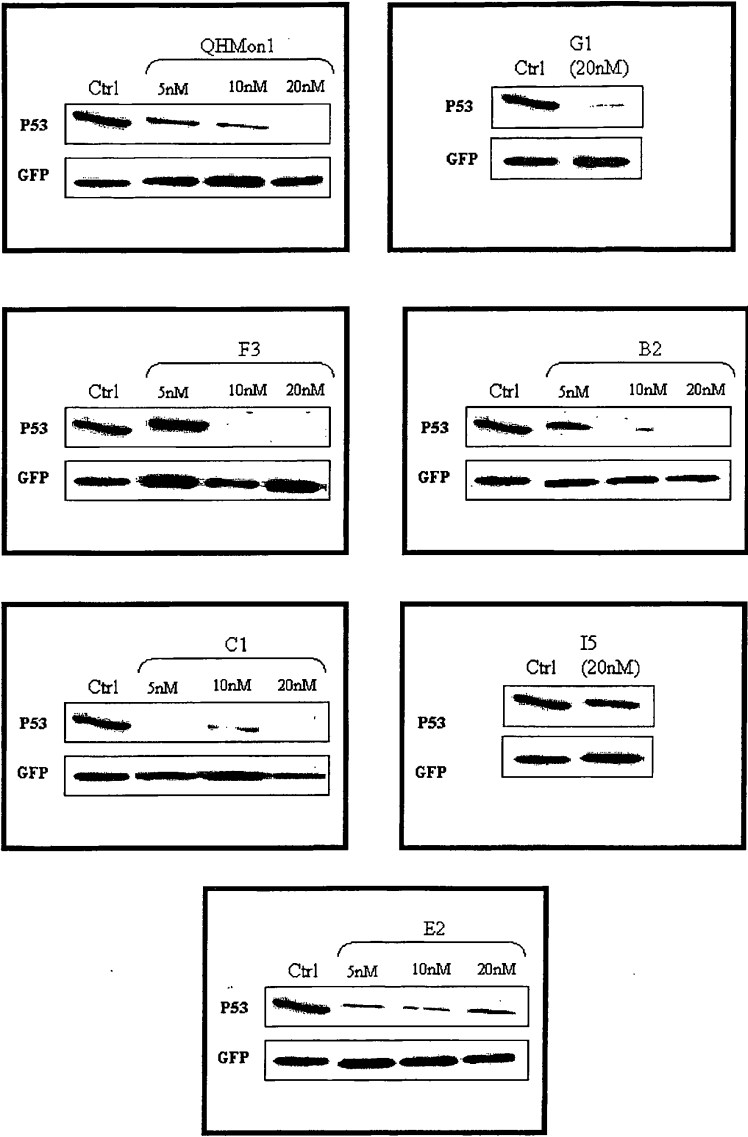 QHMon1
Ctrl 5nM 10nM 20nM
P53
GFP
G1
Ctrl (20nM)
P53
GFP
F3
Ctrl 5nM 10nM 20nM
P53
GFP
B2
Ctrl 5nM 10nM 20nM
P53
GFP
C1
Ctrl 5nM 10nM 20nM
P53
GFP
I5
Ctrl (20nM)
P53
GFP
E2
Ctrl 5nM 10nM 20nM
P53
GFP